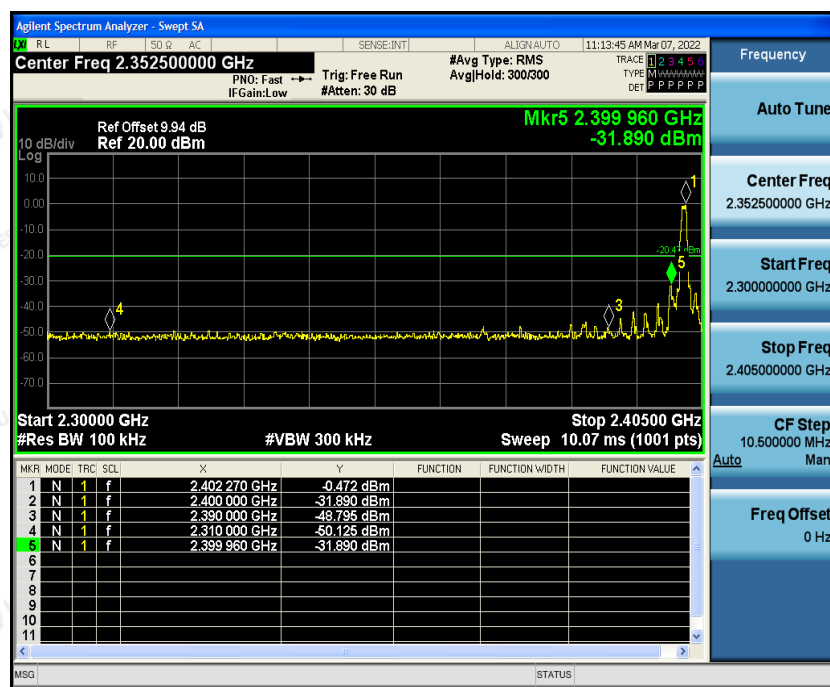 Agilent Spectrum Analyzer - Swept SA
LXI RL RF 50 Ω AC SENSE:INT ALIGN AUTO 11:13:45 AM Mar 07, 2022
Center Freq 2.352500000 GHz
PNO: Fast
IFGain:Low
Trig: Free Run
#Atten: 30 dB
#Avg Type: RMS
Avg|Hold: 300/300
TRACE 1 2 3 4 5 6
TYPE M
DET P P P P P P
Mkr5 2.399 960 GHz
-31.890 dBm
Ref Offset 9.94 dB
10 dB/div Ref 20.00 dBm
Log
10.0
0.00
-10.0
-20.0
-30.0
-40.0
-50.0
-60.0
-70.0
1
5
3
4
Start 2.30000 GHz Stop 2.40500 GHz
#Res BW 100 kHz #VBW 300 kHz Sweep 10.07 ms (1001 pts)
MKR MODE TRC SCL X Y FUNCTION FUNCTION WIDTH FUNCTION VALUE
1 N 1 f 2.402 270 GHz -0.472 dBm
2 N 1 f 2.400 000 GHz -31.890 dBm
3 N 1 f 2.390 000 GHz -48.795 dBm
4 N 1 f 2.310 000 GHz -50.125 dBm
5 N 1 f 2.399 960 GHz -31.890 dBm
6
7
8
9
10
11
MSG STATUS
Frequency
Auto Tune
Center Freq
2.352500000 GHz
Start Freq
2.300000000 GHz
Stop Freq
2.405000000 GHz
CF Step
10.500000 MHz
Auto Man
Freq Offset
0 Hz